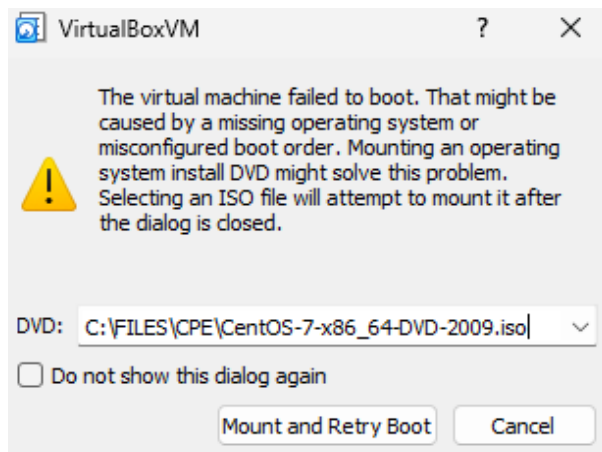 VirtualBoxVM ?
The virtual machine failed to boot. That might be
caused by a missing operating system or
misconfigured boot order. Mounting an operating
system install DVD might solve this problem.
Selecting an ISO file will attempt to mount it after
the dialog is closed.
DVD: C:\FILES\CPE\CentOS-7-x86_64-DVD-2009.iso
Do not show this dialog again
Mount and Retry Boot Cancel